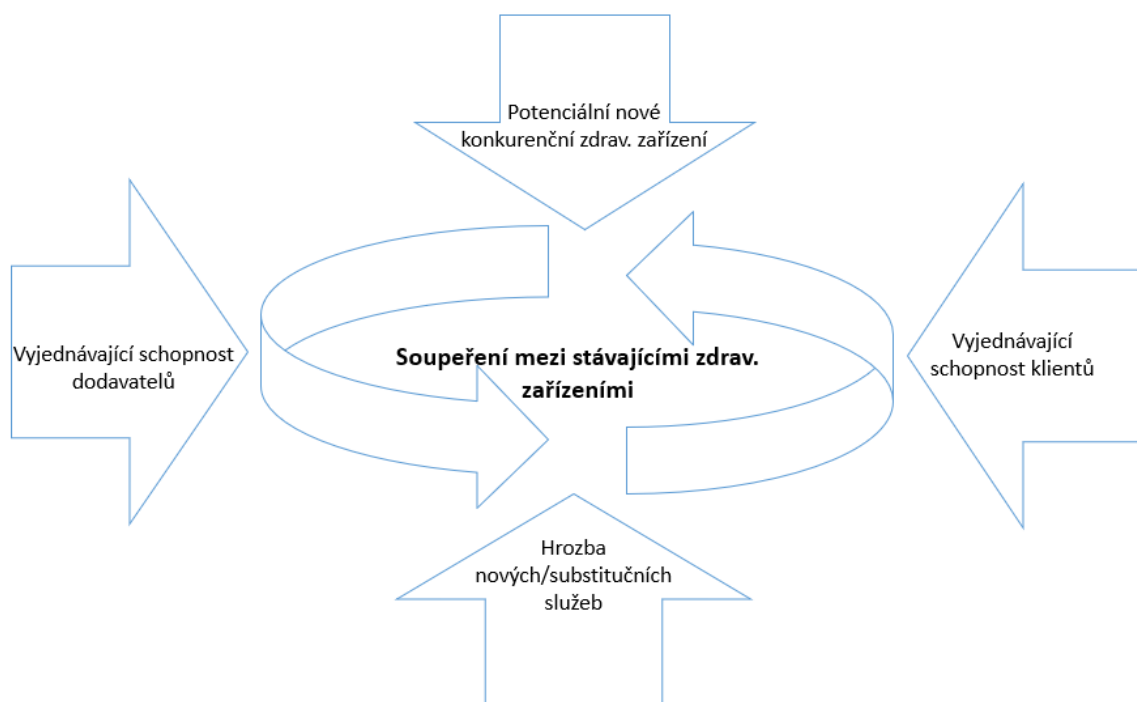 Potenciální nové
konkurenční zdrav. zařízení
Vyjednávající schopnost
dodavatelů
Soupeření mezi stávajícími zdrav.
zařízeními
Vyjednávající
schopnost klientů
Hrozba
nových/substitučních
služeb